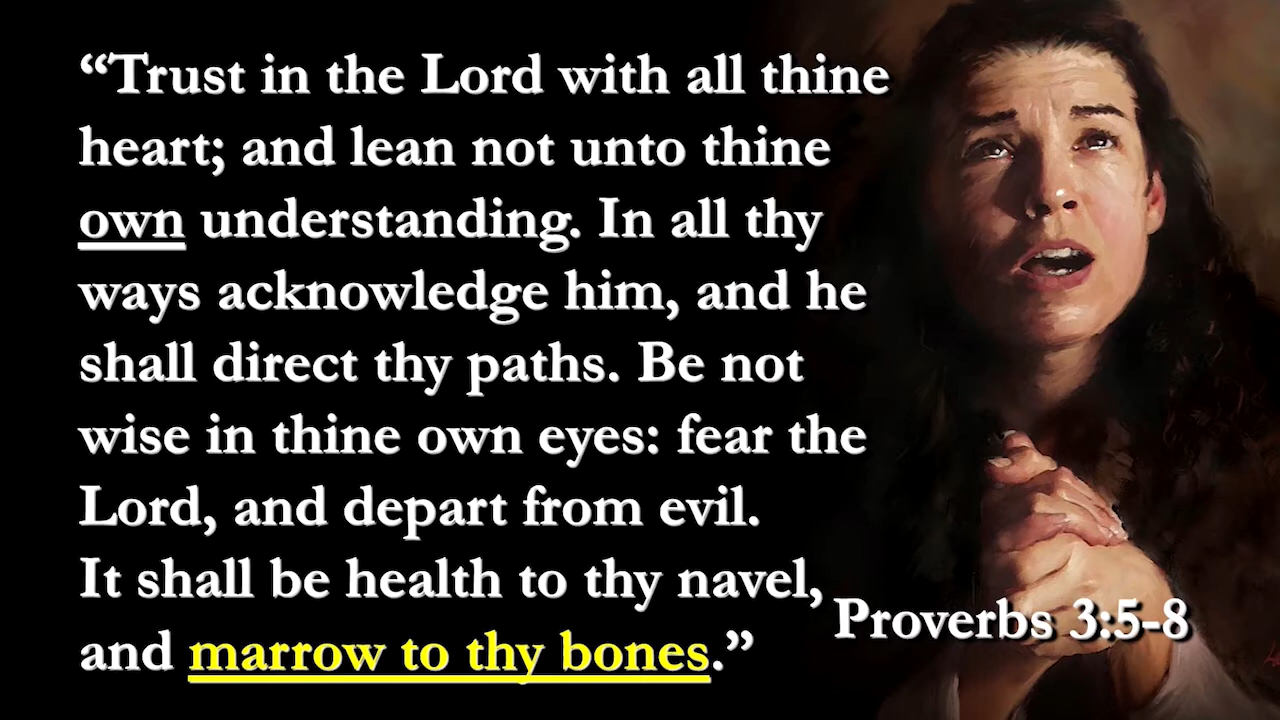 “Trust in the Lord with all thine
heart; and lean not unto thine
own understanding. In all thy
ways acknowledge him, and he
shall direct thy paths. Be not
wise in thine own eyes: fear the
Lord, and depart from evil.
It shall be health to thy navel,
and marrow to thy bones.”
Proverbs 3:5-8